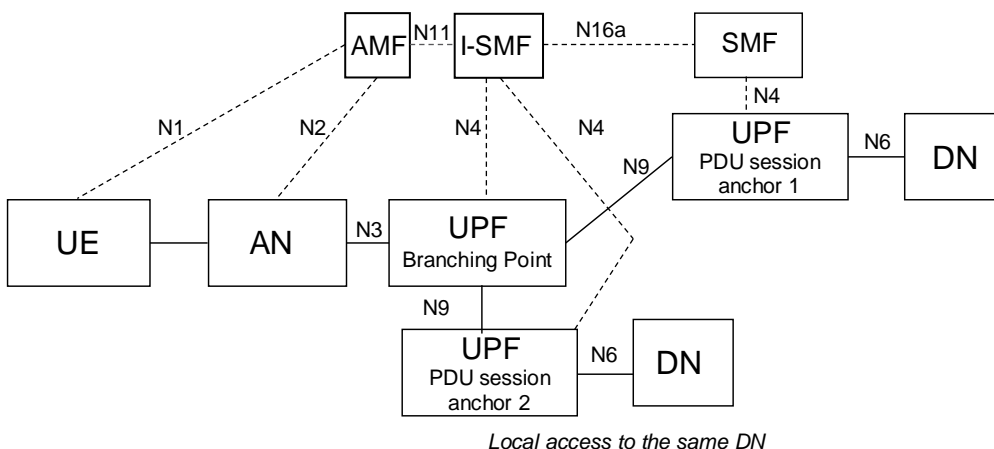 N11
N16a
AMF
I-SMF
SMF
N4
N1
N2
N4
N4
UPF
PDU session
anchor 1
N6
DN
N9
UE
AN
N3
UPF
Branching Point
N9
UPF
PDU session
anchor 2
N6
DN
Local access to the same DN